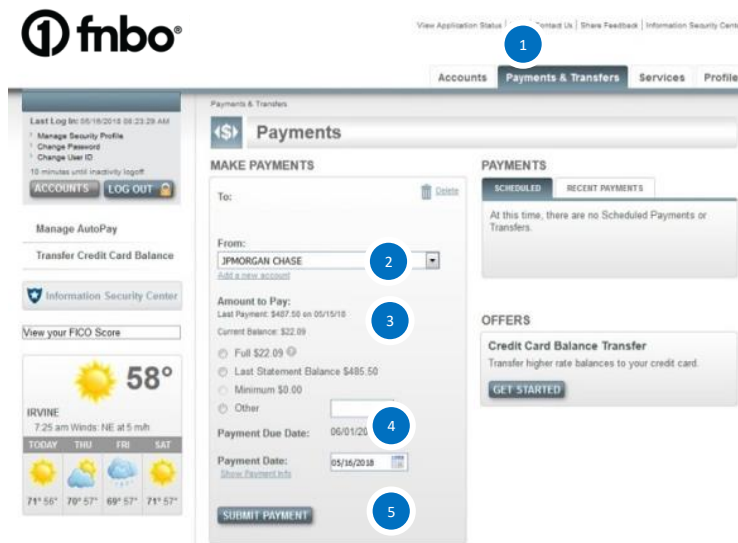 fnbo
View Application Status | Contact Us | Share Feedback | Information Security Cente
1
Accounts Payments & Transfers Services Profile
Last Log In: 05/16/2018 08:23:29 AM
Manage Security Profile
Change Password
Change User ID
10 minutes until inactivity logoff
ACCOUNTS LOG OUT
Manage AutoPay
Transfer Credit Card Balance
Information Security Center
View your FICO Score
58°
IRVINE
7:25 am Winds: NE at 5 m/h
TODAY THU FRI SAT
71° 56° 70° 57° 69° 57° 71° 57°
Payments & Transfers
Payments
MAKE PAYMENTS
To:
Delete
From:
JPMORGAN CHASE
2
Add a new account
Amount to Pay:
Last Payment: $487.50 on 05/15/18
3
Current Balance: $22.09
Full $22.09
Last Statement Balance $485.50
Minimum $0.00
Other
4
Payment Due Date: 06/01/20
Payment Date: 05/16/2018
Show Payment Info
SUBMIT PAYMENT
5
PAYMENTS
SCHEDULED RECENT PAYMENTS
At this time, there are no Scheduled Payments or
Transfers.
OFFERS
Credit Card Balance Transfer
Transfer higher rate balances to your credit card.
GET STARTED